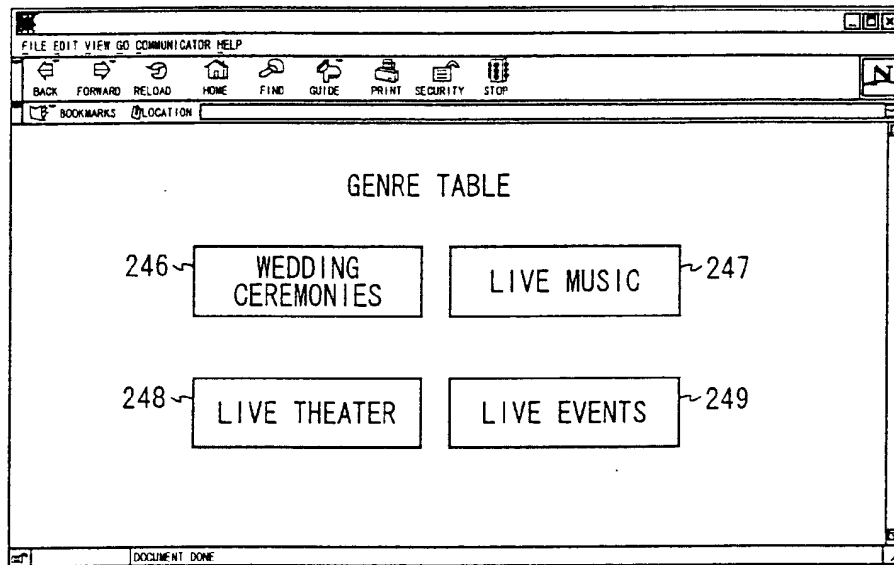 FILE EDIT VIEW GO COMMUNICATOR HELP
BACK FORWARD RELOAD HOME FIND GUIDE PRINT SECURITY STOP
N
BOOKMARKS LOCATION
GENRE TABLE
246 WEDDING CEREMONIES LIVE MUSIC 247
248 LIVE THEATER LIVE EVENTS 249
DOCUMENT DONE